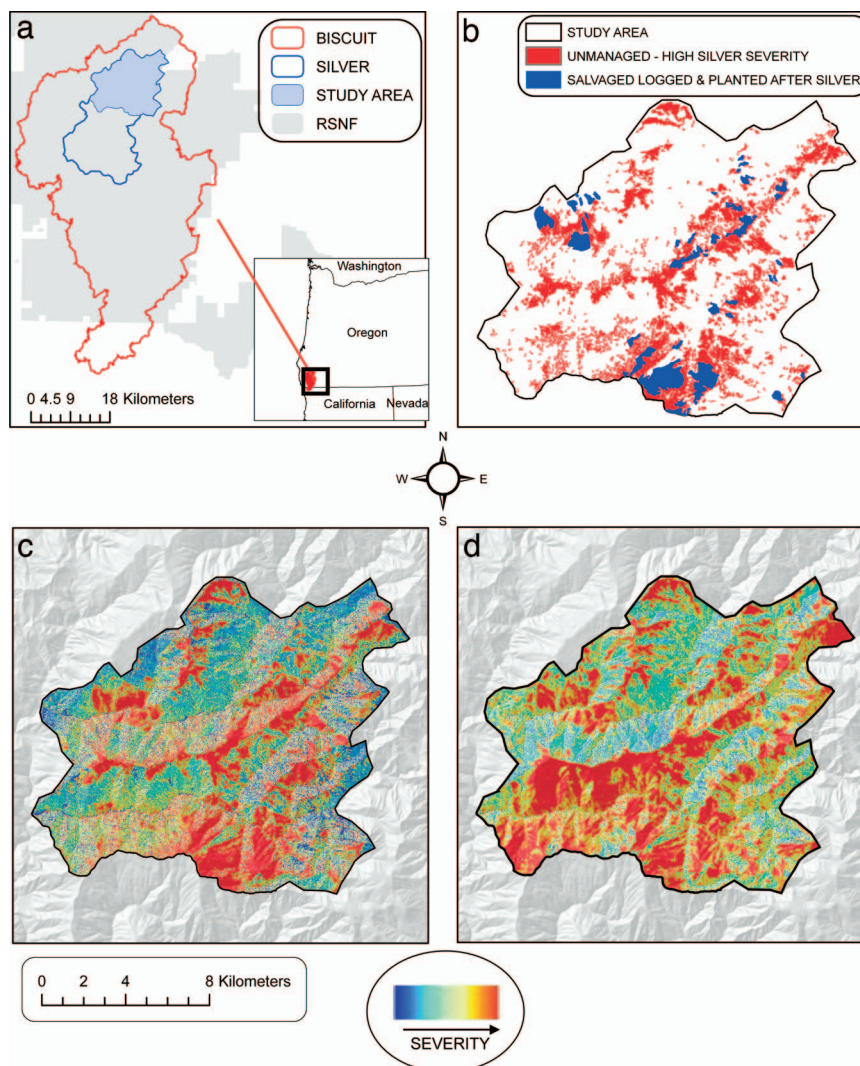 a
BISCUIT
SILVER
STUDY AREA
RSNF
Washington
Oregon
California
Nevada
0 4.5 9 18 Kilometers
b
STUDY AREA
UNMANAGED - HIGH SILVER SEVERITY
SALVAGED LOGGED & PLANTED AFTER SILVER
N
W
E
S
c
d
0 2 4 8 Kilometers
SEVERITY